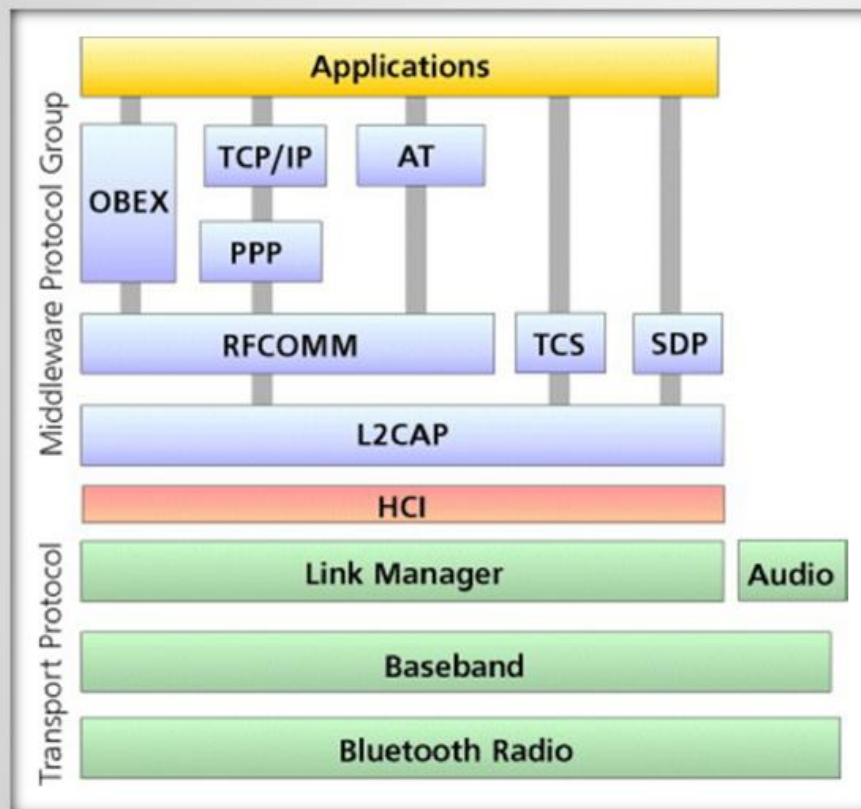 Applications
Middleware Protocol Group
OBEX
TCP/IP
AT
PPP
RFCOMM
TCS
SDP
L2CAP
HCI
Transport Protocol
Link Manager
Audio
Baseband
Bluetooth Radio